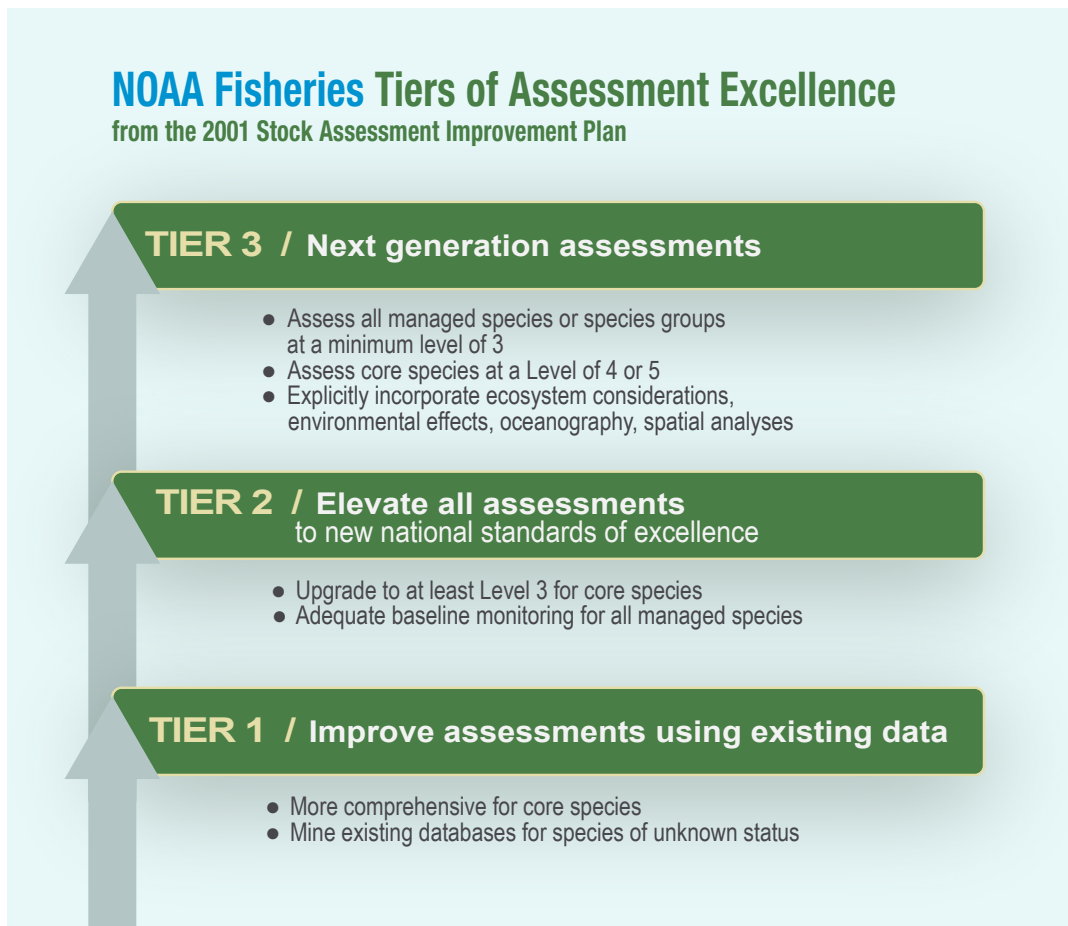 NOAA Fisheries Tiers of Assessment Excellence
from the 2001 Stock Assessment Improvement Plan
TIER 3 / Next generation assessments
● Assess all managed species or species groups
at a minimum level of 3
● Assess core species at a Level of 4 or 5
● Explicitly incorporate ecosystem considerations,
environmental effects, oceanography, spatial analyses
TIER 2 / Elevate all assessments
to new national standards of excellence
● Upgrade to at least Level 3 for core species
● Adequate baseline monitoring for all managed species
TIER 1 / Improve assessments using existing data
● More comprehensive for core species
● Mine existing databases for species of unknown status